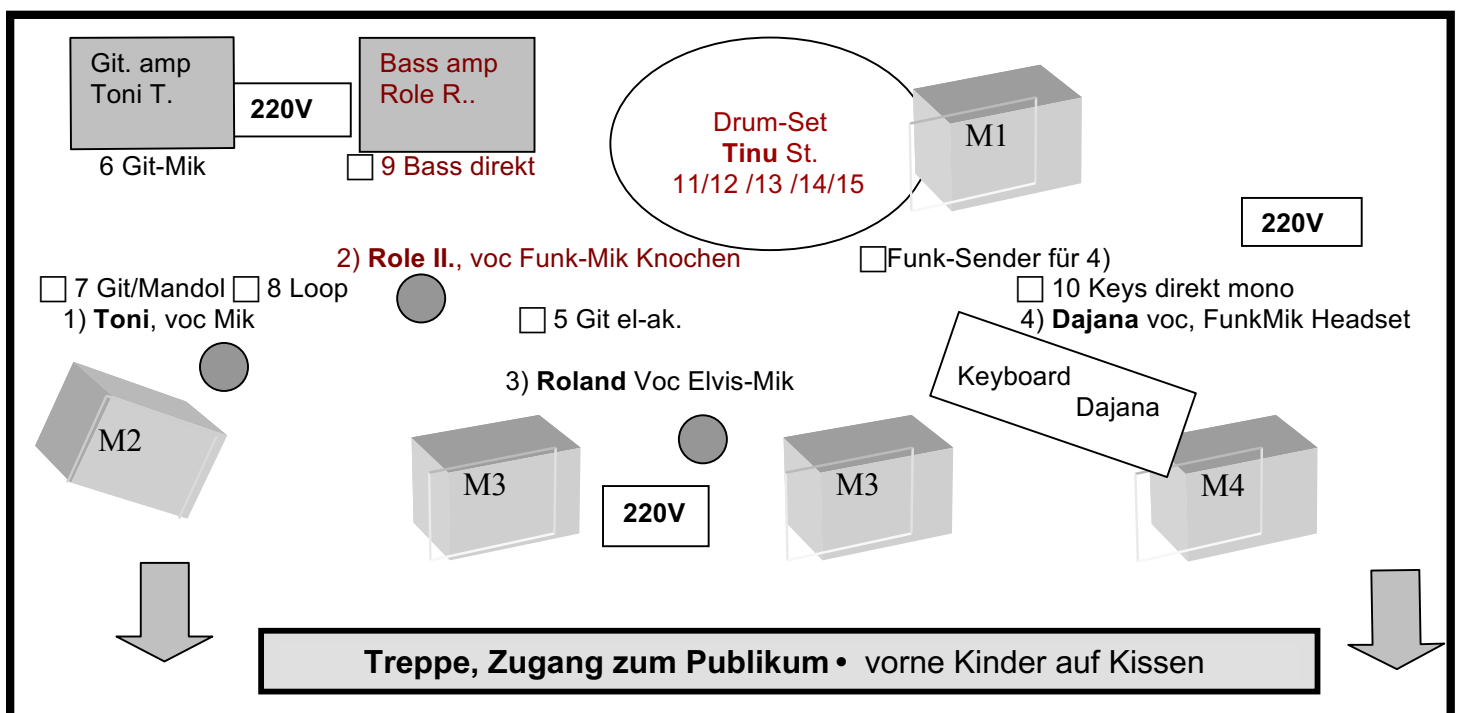 Git. amp
Toni T.
220V
Bass amp
Role R..
6 Git-Mik
9 Bass direkt
Drum-Set
Tinu St.
11/12 /13 /14/15
M1
220V
2) Role II., voc Funk-Mik Knochen
Funk-Sender für 4)
7 Git/Mandol
8 Loop
1) Toni, voc Mik
5 Git el-ak.
10 Keys direkt mono
4) Dajana voc, FunkMik Headset
3) Roland Voc Elvis-Mik
Keyboard
Dajana
M2
M3
220V
M3
M4
Treppe, Zugang zum Publikum • vorne Kinder auf Kissen